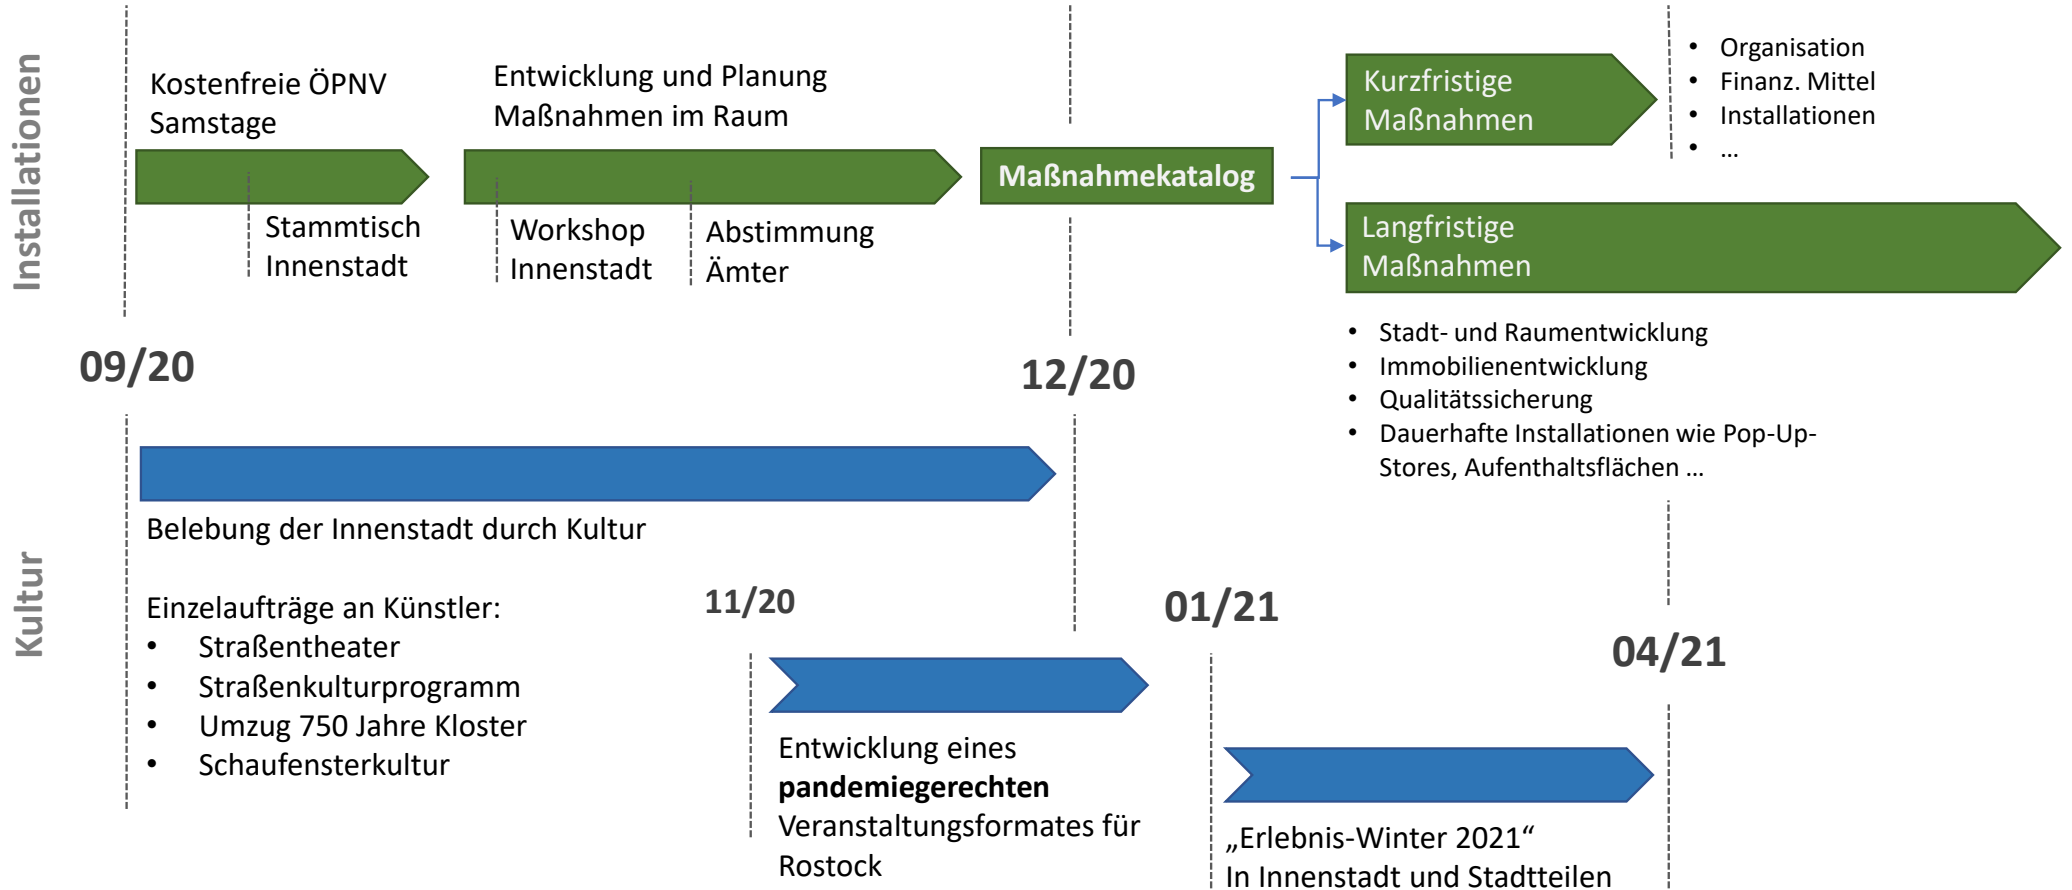 Installationen
Kostenfreie ÖPNV
Samstage
Stammtisch
Innenstadt
Entwicklung und Planung
Maßnahmen im Raum
Workshop
Innenstadt
Abstimmung
Ämter
Maßnahmekatalog
Kurzfristige
Maßnahmen
• Organisation
• Finanz. Mittel
• Installationen
• ...
Langfristige
Maßnahmen
• Stadt- und Raumentwicklung
• Immobilienentwicklung
• Qualitätssicherung
• Dauerhafte Installationen wie Pop-Up-
Stores, Aufenthaltsflächen ...
09/20
12/20
Kultur
Belebung der Innenstadt durch Kultur
Einzelaufträge an Künstler:
• Straßentheater
• Straßenkulturprogramm
• Umzug 750 Jahre Kloster
• Schaufensterkultur
11/20
Entwicklung eines
pandemiegerechten
Veranstaltungsformates für
Rostock
01/21
04/21
„Erlebnis-Winter 2021“
In Innenstadt und Stadtteilen